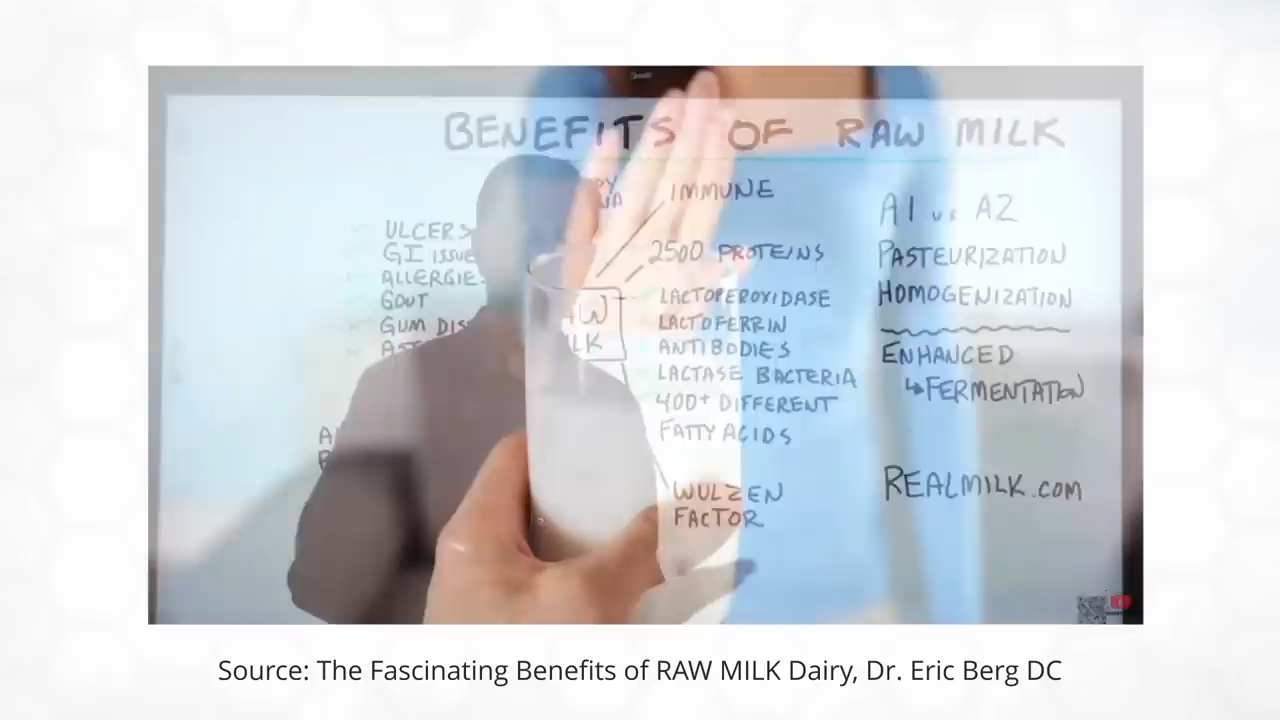 BENEFITS OF RAW MILK
IMMUNE
2500 PROTEINS
LACTOPEROXIDASE
LACTOFERRIN
ANTIBODIES
LACTASE BACTERIA
400+ DIFFERENT
FATTY ACIDS
WULZEN
FACTOR
ULCERS
GI ISSUE
ALLERGIE
GOUT
GUM DIS
A1 vs A2
PASTEURIZATION
HOMOGENIZATION
ENHANCED
↳FERMENTATION
REALMILK.COM
Source: The Fascinating Benefits of RAW MILK Dairy, Dr. Eric Berg DC